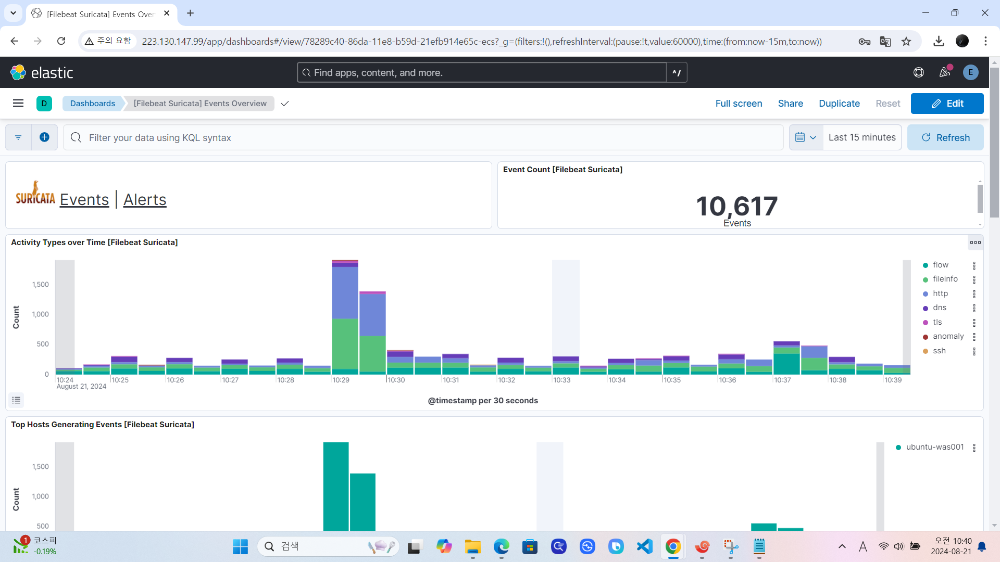 [Filebeat Suricata] Events Over
주의 요함
223.130.147.99/app/dashboards#/view/78289c40-86da-11e8-b59d-21efb914e65c-ecs?_g=(filters:!(),refreshInterval:(pause:!t,value:60000),time:(from:now-15m,to:now))
elastic
Find apps, content, and more.
^/
E
D
Dashboards
[Filebeat Suricata] Events Overview
Full screen
Share
Duplicate
Reset
Edit
Filter your data using KQL syntax
Last 15 minutes
Refresh
SURICATA
Events | Alerts
Event Count [Filebeat Suricata]
10,617
Events
Activity Types over Time [Filebeat Suricata]
Count
1,500
1,000
500
0
10:24
10:25
10:26
10:27
10:28
10:29
10:30
10:31
10:32
10:33
10:34
10:35
10:36
10:37
10:38
10:39
August 21, 2024
@timestamp per 30 seconds
flow
fileinfo
http
dns
tls
anomaly
ssh
Top Hosts Generating Events [Filebeat Suricata]
Count
1,500
1,000
500
ubuntu-was001
1
코스피
-0.19%
검색
A
오전 10:40
2024-08-21